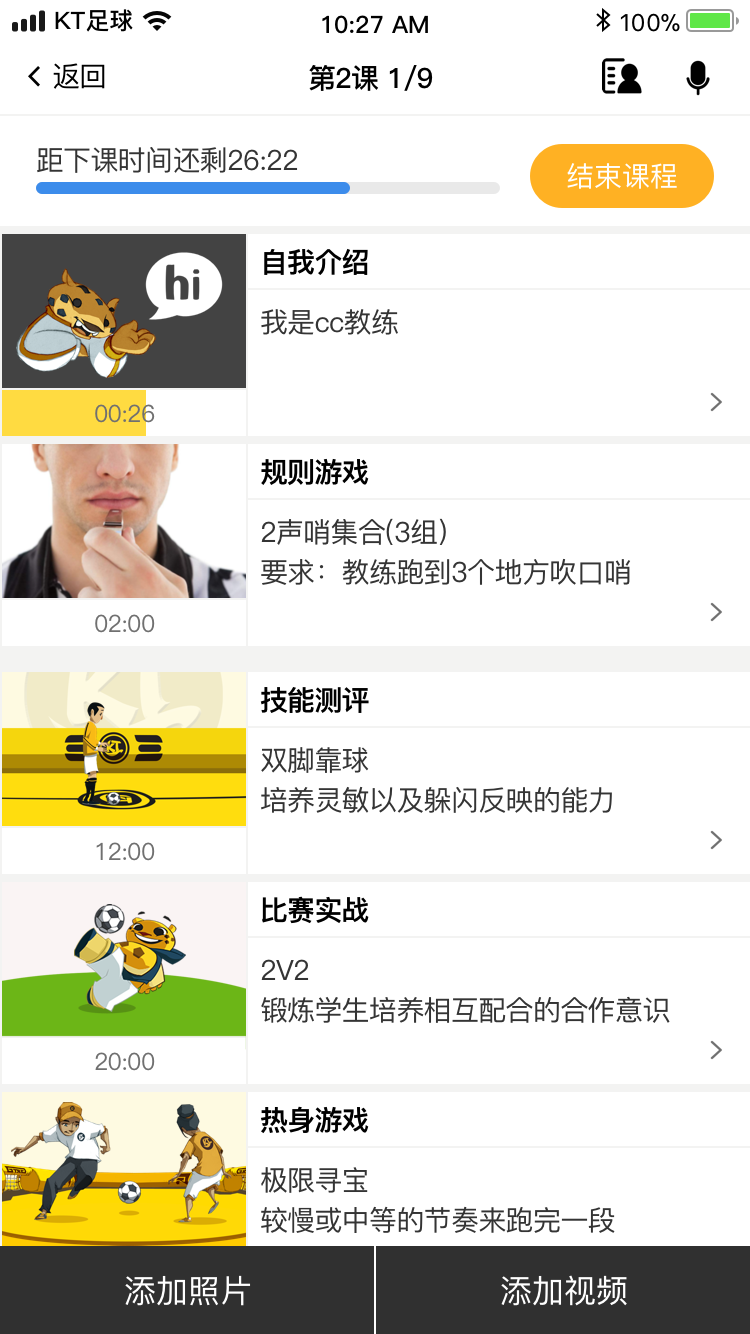 KT足球
10:27 AM
100%
返回
第2课 1/9
距下课时间还剩26:22
结束课程
hi
自我介绍
我是cc教练
00:26
规则游戏
2声哨集合(3组)
要求：教练跑到3个地方吹口哨
02:00
技能测评
双脚靠球
培养灵敏以及躲闪反映的能力
12:00
比赛实战
2V2
锻炼学生培养相互配合的合作意识
20:00
热身游戏
极限寻宝
较慢或中等的节奏来跑完一段
添加照片
添加视频